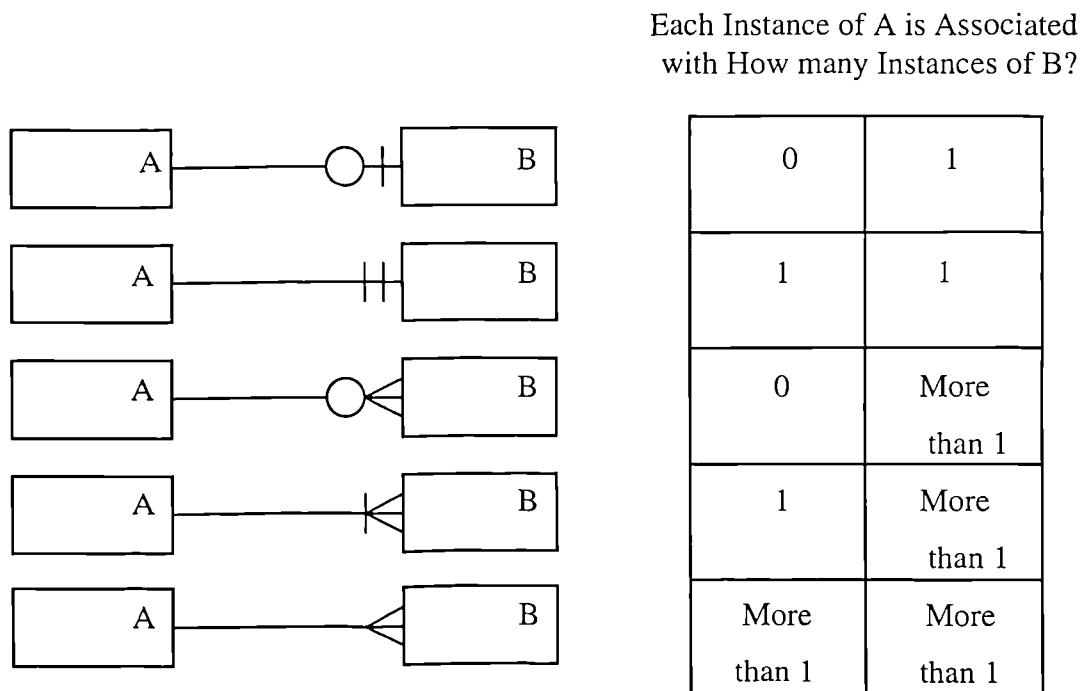 Each Instance of A is Associated
with How many Instances of B?
A B 0 1
A B 1 1
A B 0 More
than 1
A B 1 More
than 1
A B More More
than 1 than 1